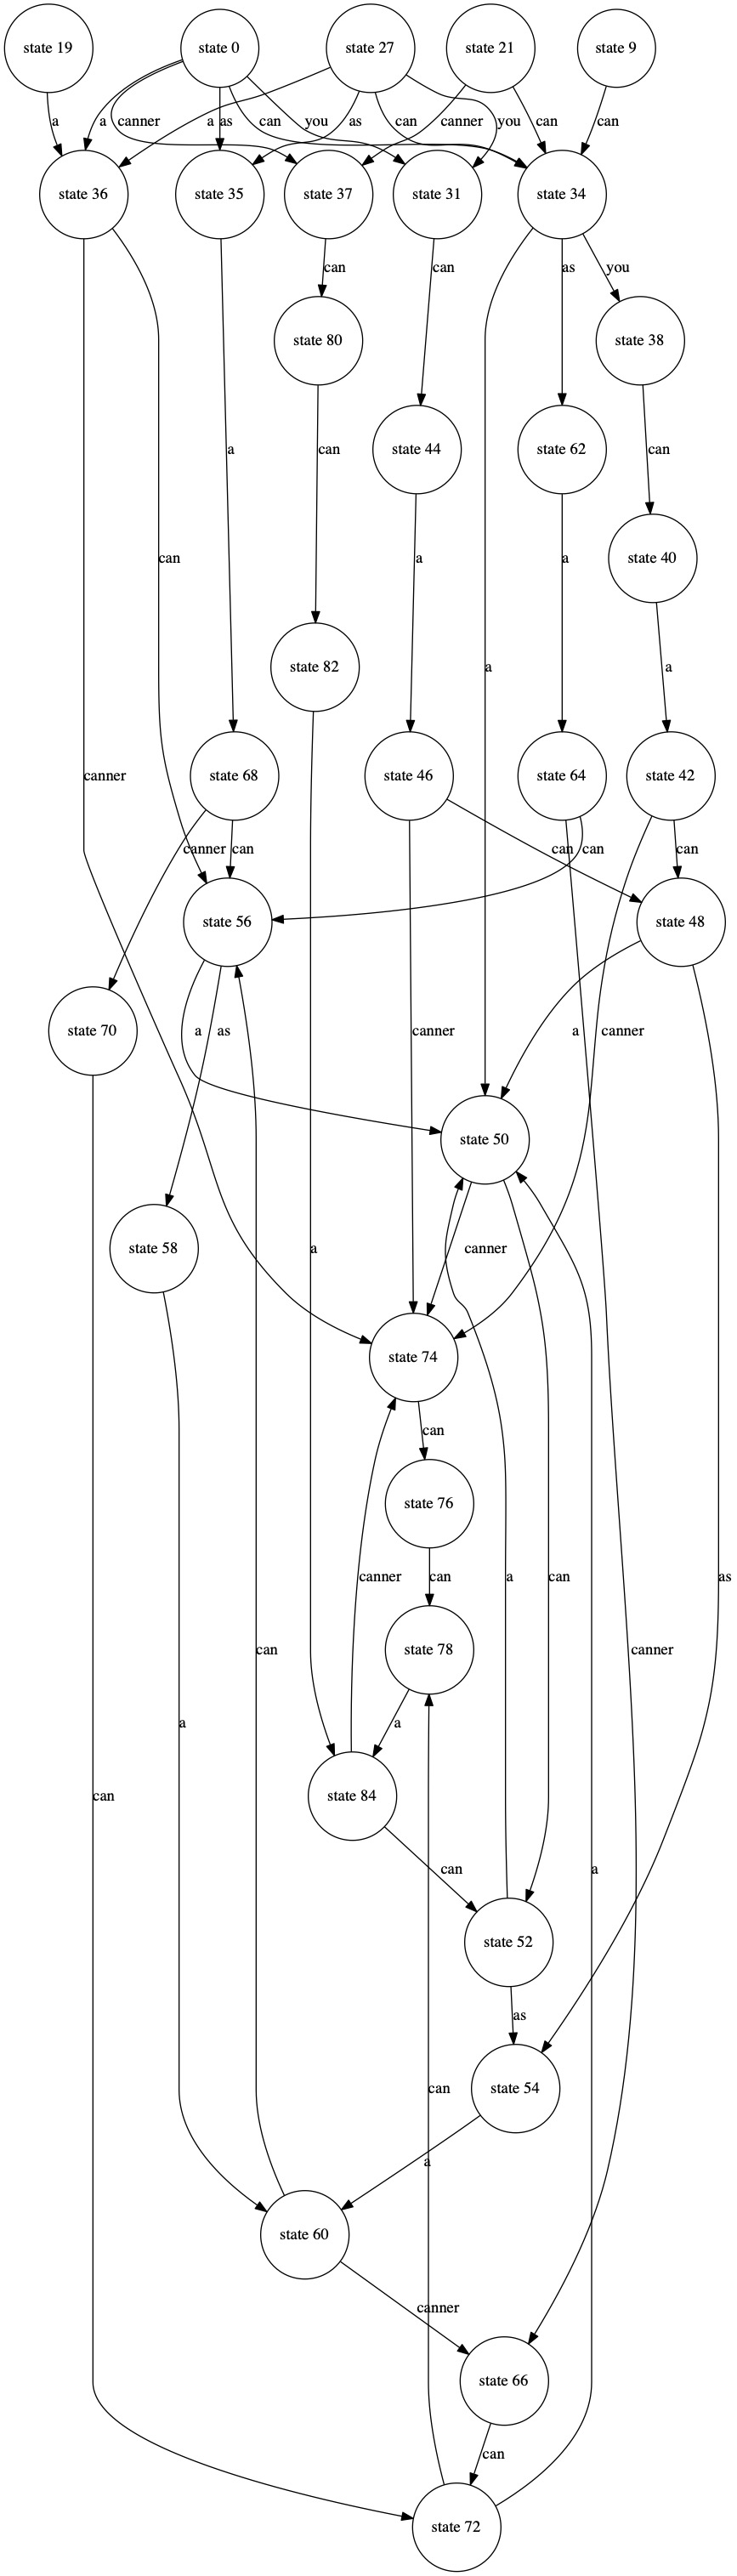 state 19 state 0 state 27 state 21 state 9
a a canner as can you a as can you canner can can
state 36 state 35 state 37 state 31 state 34
can can as you
state 80 state 38
a can can
state 44 state 62
can a a
state 40
state 82 a a
canner state 68 state 46 state 64 state 42
canner can can can can
state 56 state 48
a as canner a canner
state 70
state 50
a canner
state 58
state 74
can
state 76
canner can a can as
can state 78 canner
a a
can state 84
can a
state 52
as
can state 54
a
state 60
canner
state 66
can
state 72